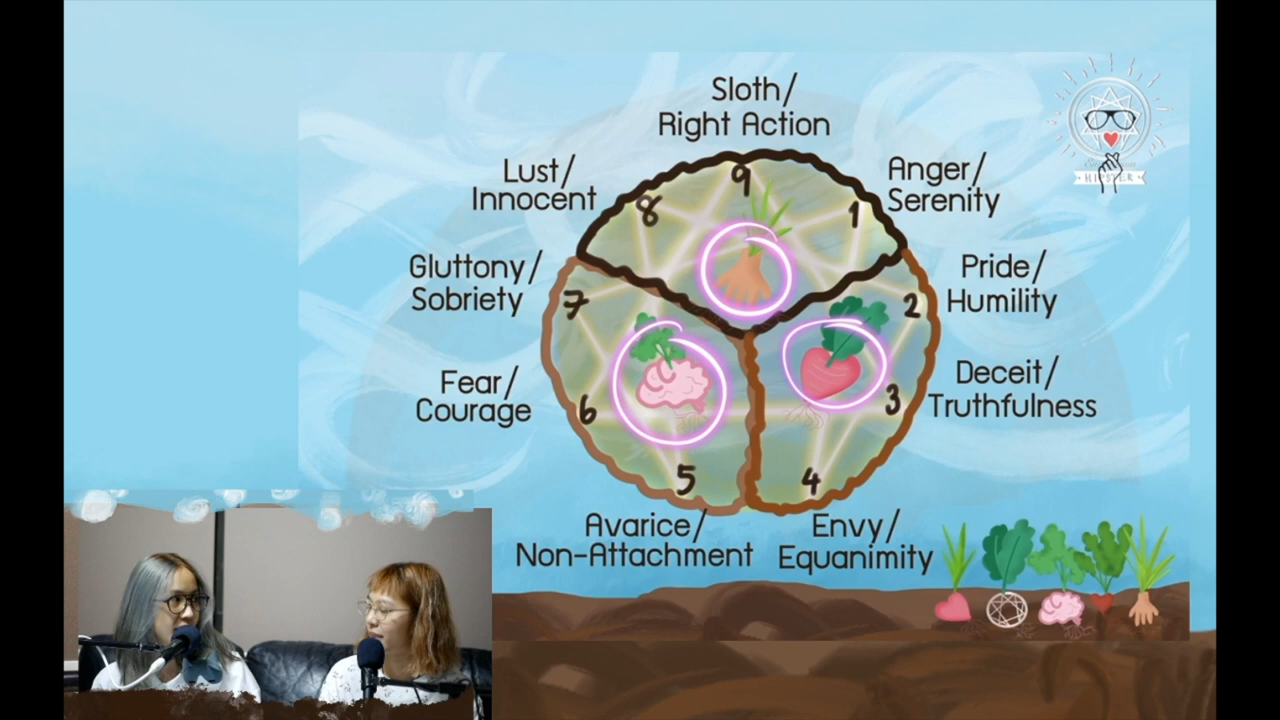 Sloth/
Right Action
Lust/
Innocent
Anger/
Serenity
Gluttony/
Sobriety
Pride/
Humility
Fear/
Courage
Deceit/
Truthfulness
Avarice/
Non-Attachment
Envy/
Equanimity
9
8
1
7
2
6
3
5
4
HIPSTER